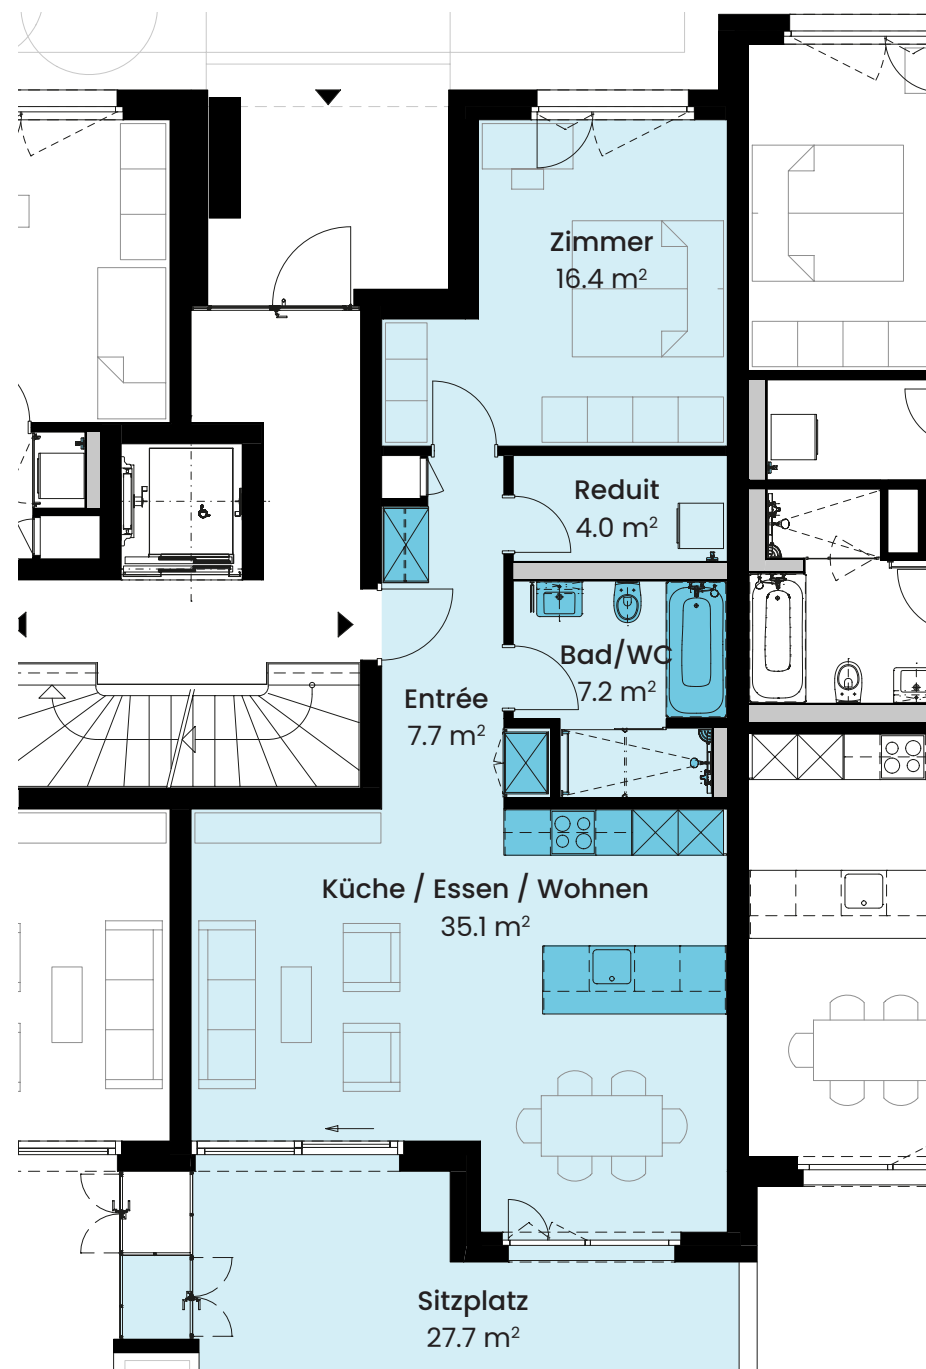 Zimmer
16.4 m²
Reduit
4.0 m²
Bad/WC
7.2 m²
Entrée
7.7 m²
Küche / Essen / Wohnen
35.1 m²
Sitzplatz
27.7 m²